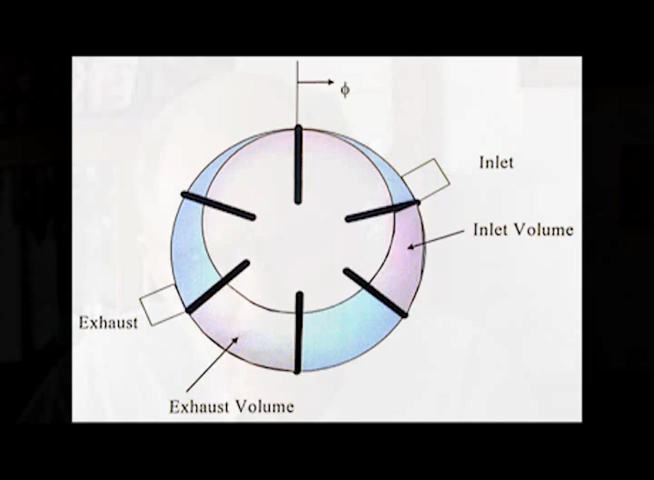 ϕ
Inlet
Inlet Volume
Exhaust
Exhaust Volume